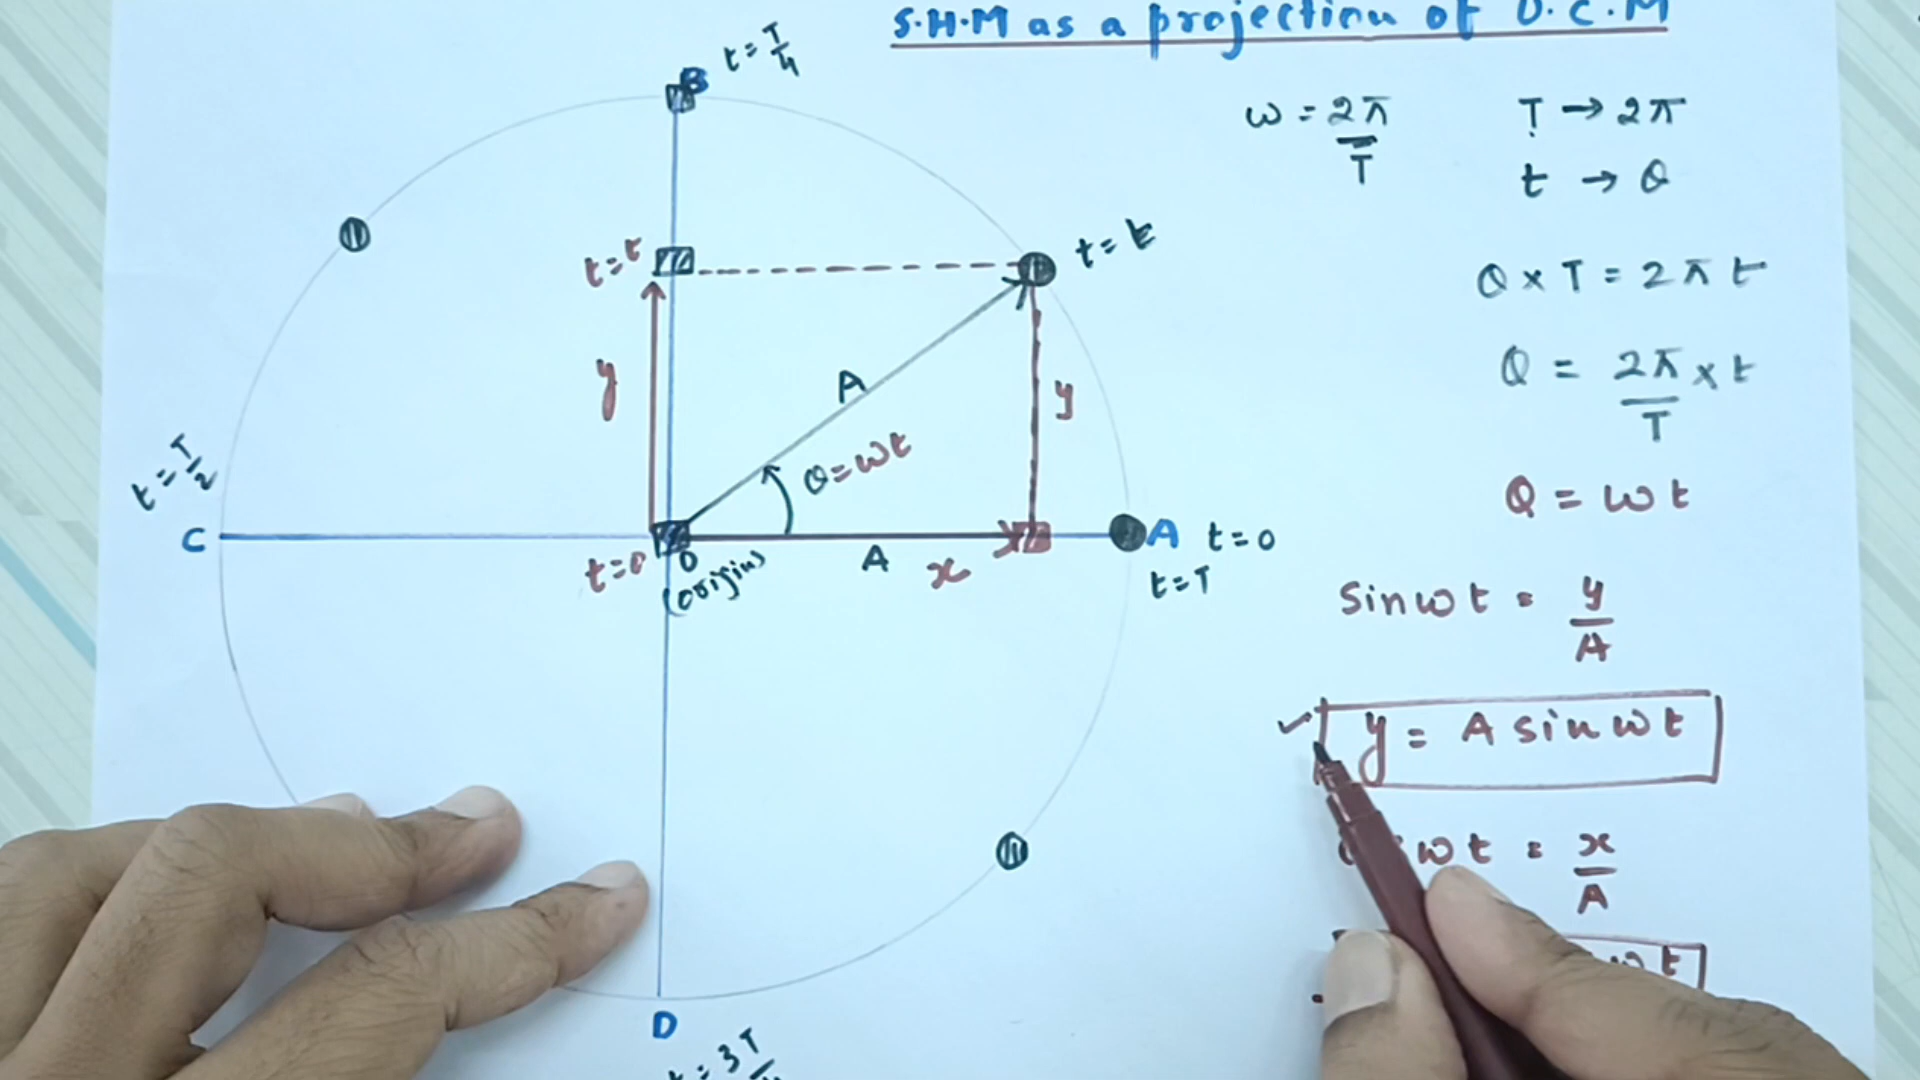 S.H.M as a projection of U.C.M
B t = T/4
ω = 2π/T
T → 2π
t → θ
t = t
t = t
θ × T = 2π t
y
A
y
θ = 2π/T × t
θ = ωt
t = T/2
θ = ωt
C
t=0
O
(origin)
A
x
A t = 0
t = T
sin ωt = y/A
✓ y = A sin ωt
ωt = x/A
ωt
D